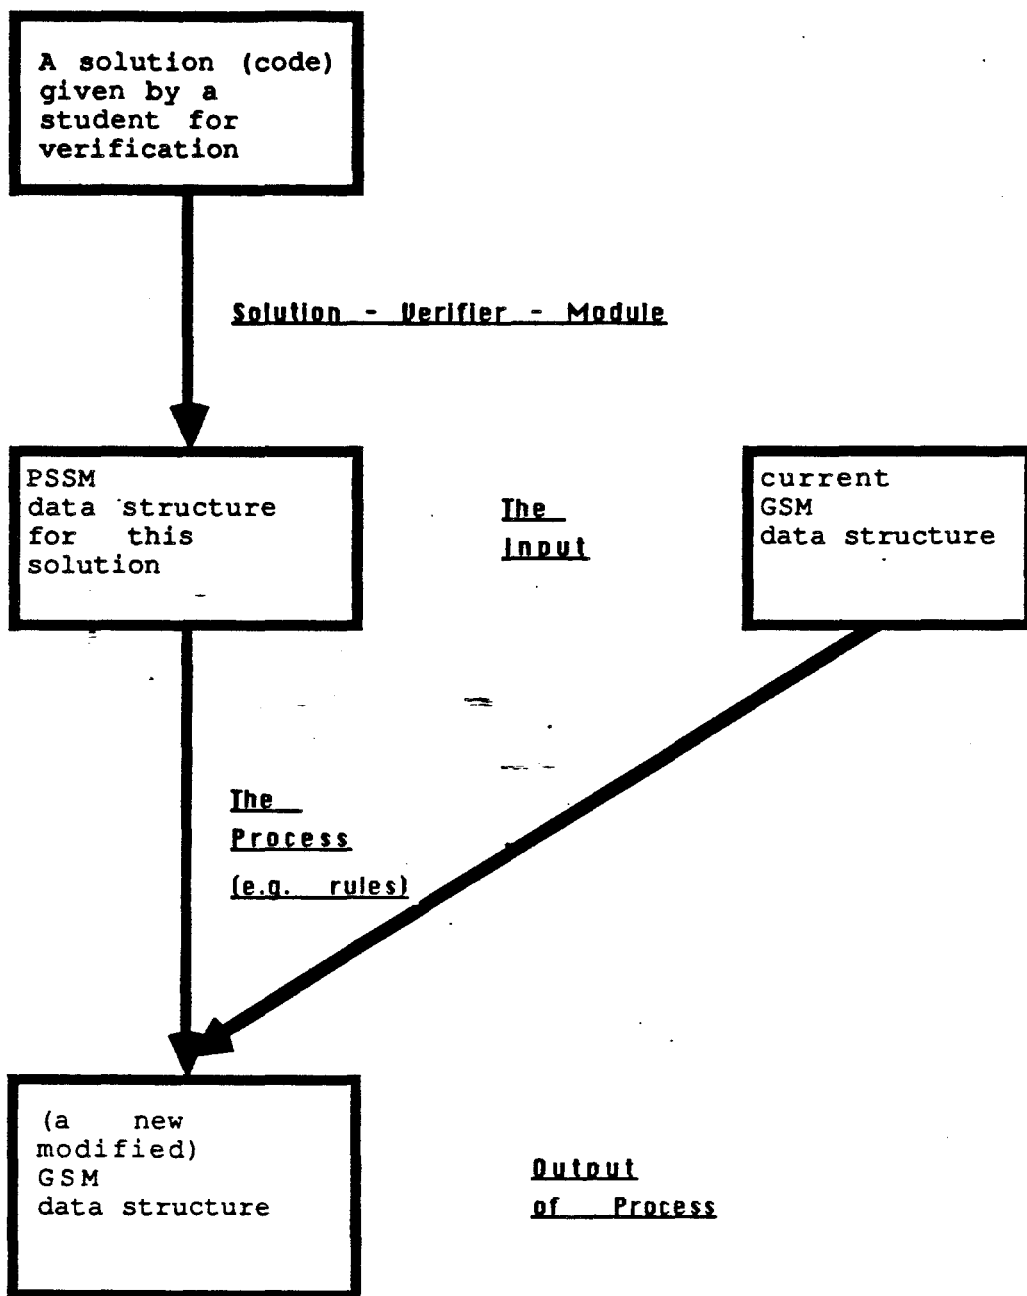 A solution (code)
given by a
student for
verification
Solution - Verifier - Module
PSSM
data structure
for this
solution
The
Input
current
GSM
data structure
The
Process
(e.g. rules)
(a new
modified)
GSM
data structure
Output
of Process